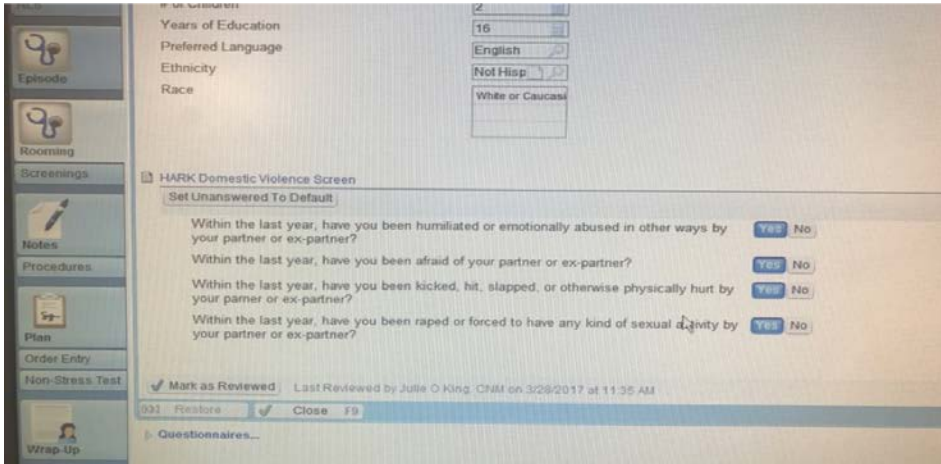 # of Children
2
Years of Education
16
Preferred Language
English
Ethnicity
Not Hisp
Race
White or Caucasi
Episode
Rooming
Screenings
Notes
Procedures
Plan
Order Entry
Non-Stress Test
Wrap-Up
HARK Domestic Violence Screen
Set Unanswered To Default
Within the last year, have you been humiliated or emotionally abused in other ways by
your partner or ex-partner?
Yes No
Within the last year, have you been afraid of your partner or ex-partner?
Yes No
Within the last year, have you been kicked, hit, slapped, or otherwise physically hurt by
your parner or ex-partner?
Yes No
Within the last year, have you been raped or forced to have any kind of sexual activity by
your partner or ex-partner?
Yes No
Mark as Reviewed
Last Reviewed by Julie O King, CNM on 3/28/2017 at 11:35 AM
Restore
Close F9
Questionnaires...